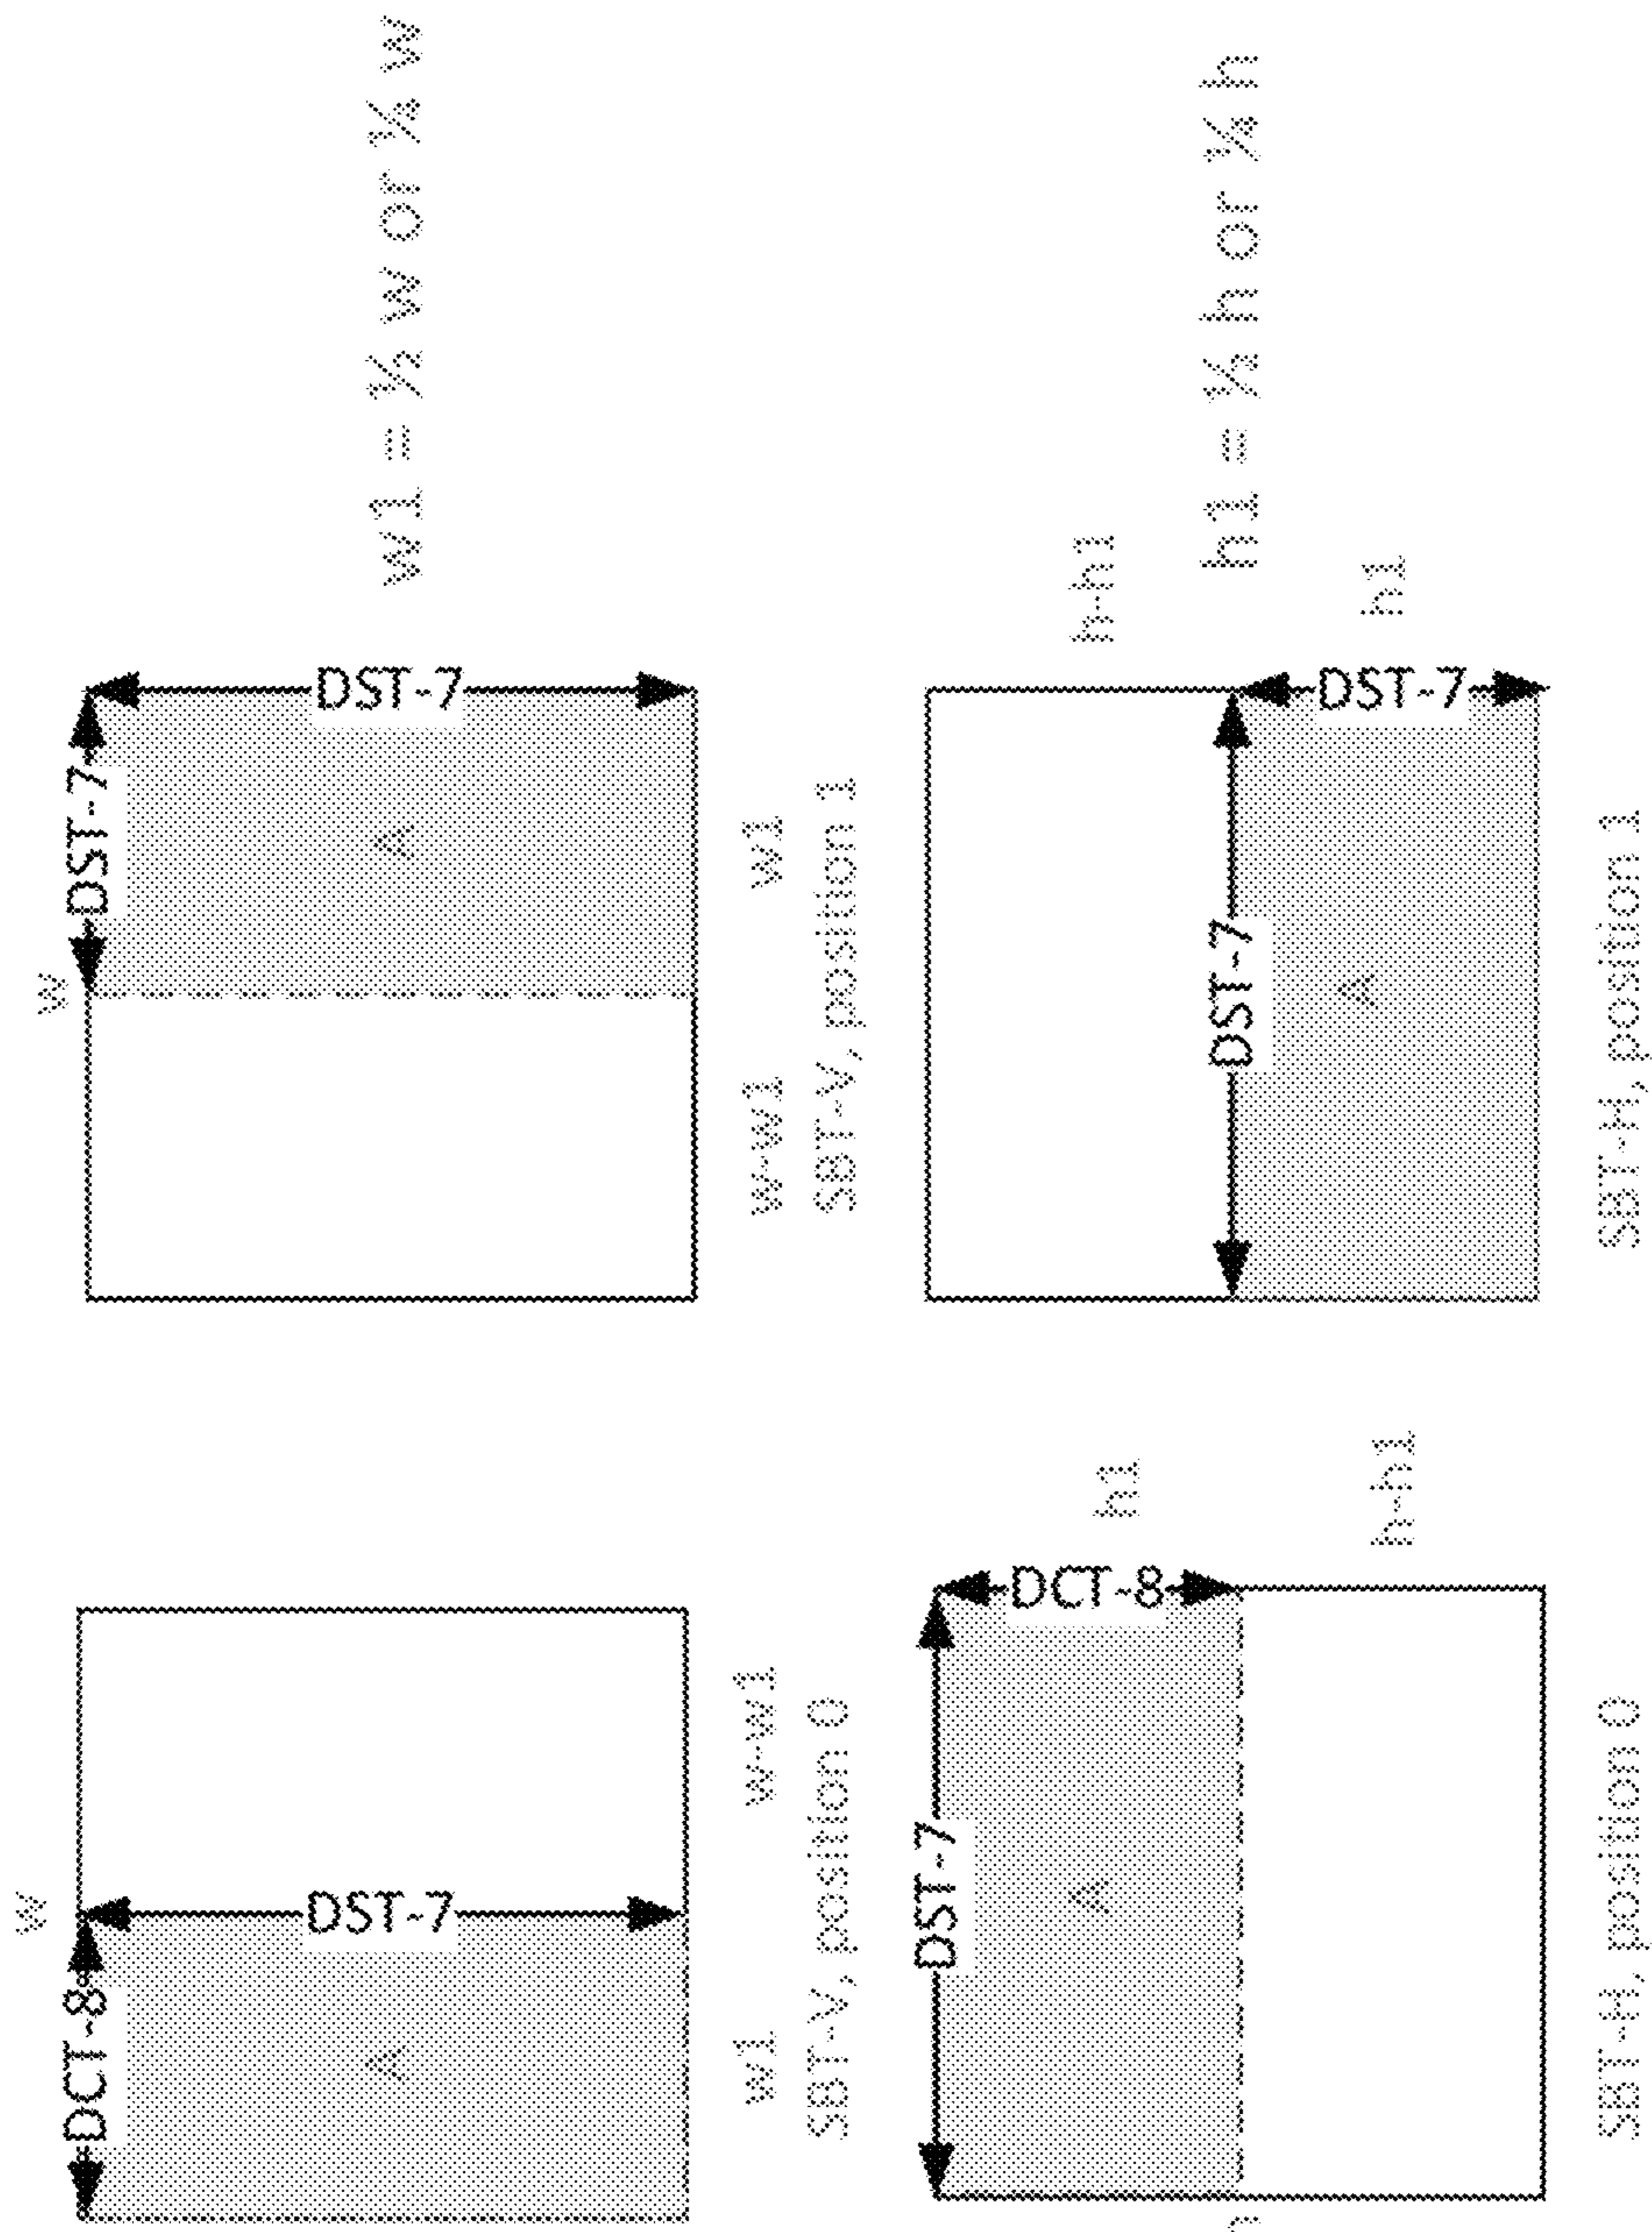 w
DCT-8
DST-7
A
w1
w-w1
SBT-V, position 0
w
DST-7
DST-7
A
w-w1
w1
SBT-V, position 1
w1 = ½ w or ¼ w
DST-7
DCT-8
h1
A
h-h1
SBT-H, position 0
h-h1
DST-7
DST-7
A
h1
SBT-H, position 1
h1 = ½ h or ¼ h